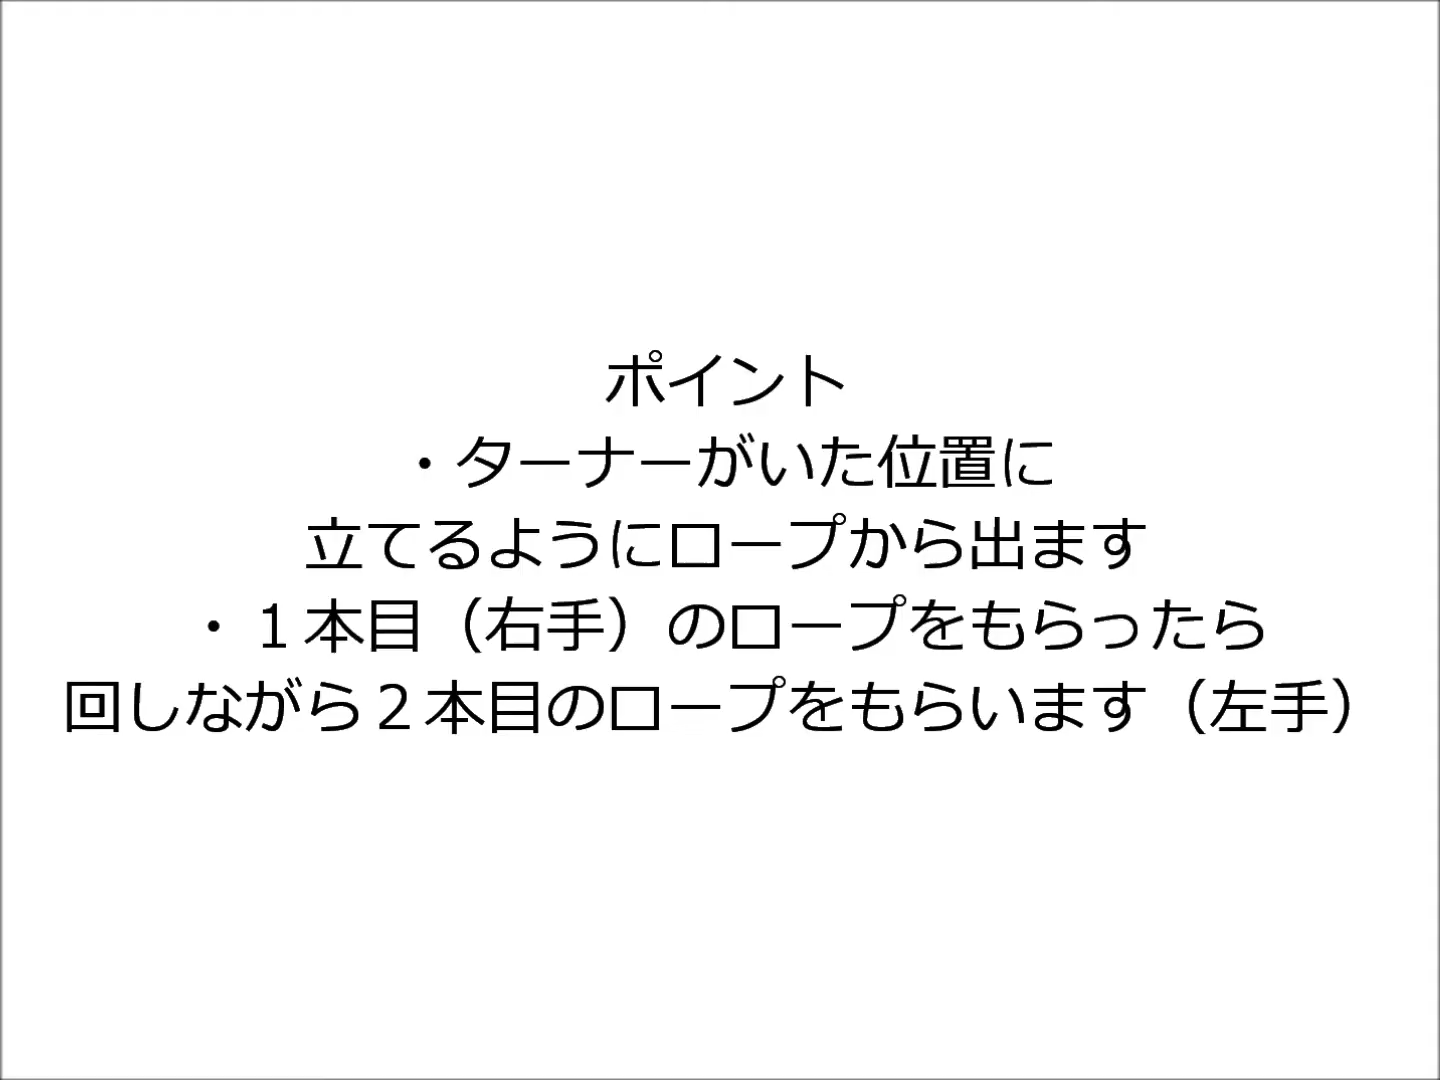 ポイント
・ターナーがいた位置に
立てるようにロープから出ます
・１本目（右手）のロープをもらったら
回しながら２本目のロープをもらいます（左手）